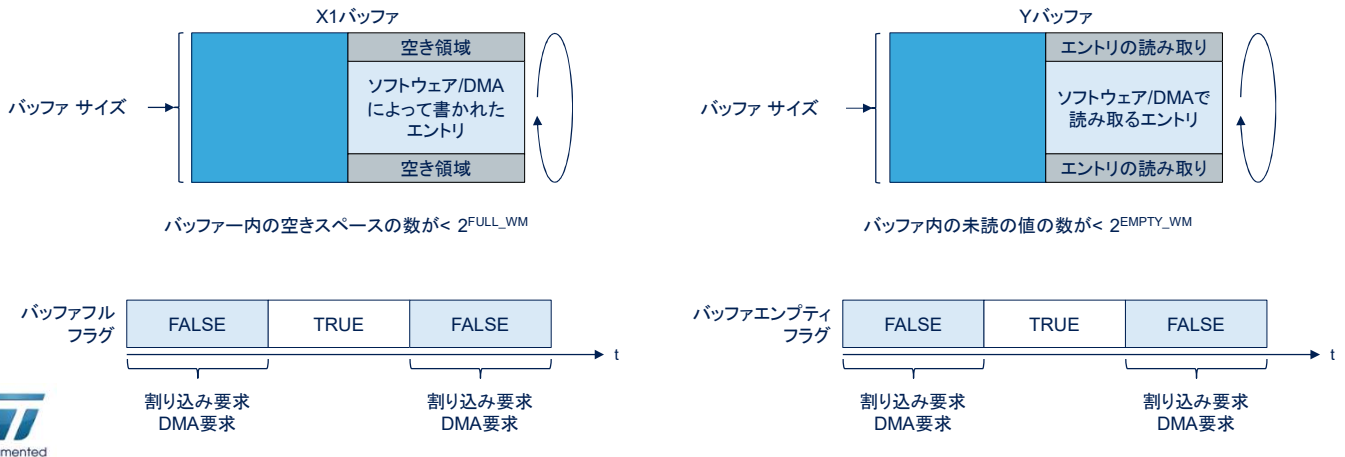 X1バッファ
バッファ サイズ
空き領域
ソフトウェア/DMA
によって書かれた
エントリ
空き領域
バッファー内の空きスペースの数が< 2FULL_WM
バッファフル
フラグ
FALSE
TRUE
FALSE
t
割り込み要求
DMA要求
割り込み要求
DMA要求
Yバッファ
バッファ サイズ
エントリの読み取り
ソフトウェア/DMAで
読み取るエントリ
エントリの読み取り
バッファ内の未読の値の数が< 2EMPTY_WM
バッファエンプティ
フラグ
FALSE
TRUE
FALSE
t
割り込み要求
DMA要求
割り込み要求
DMA要求
mented